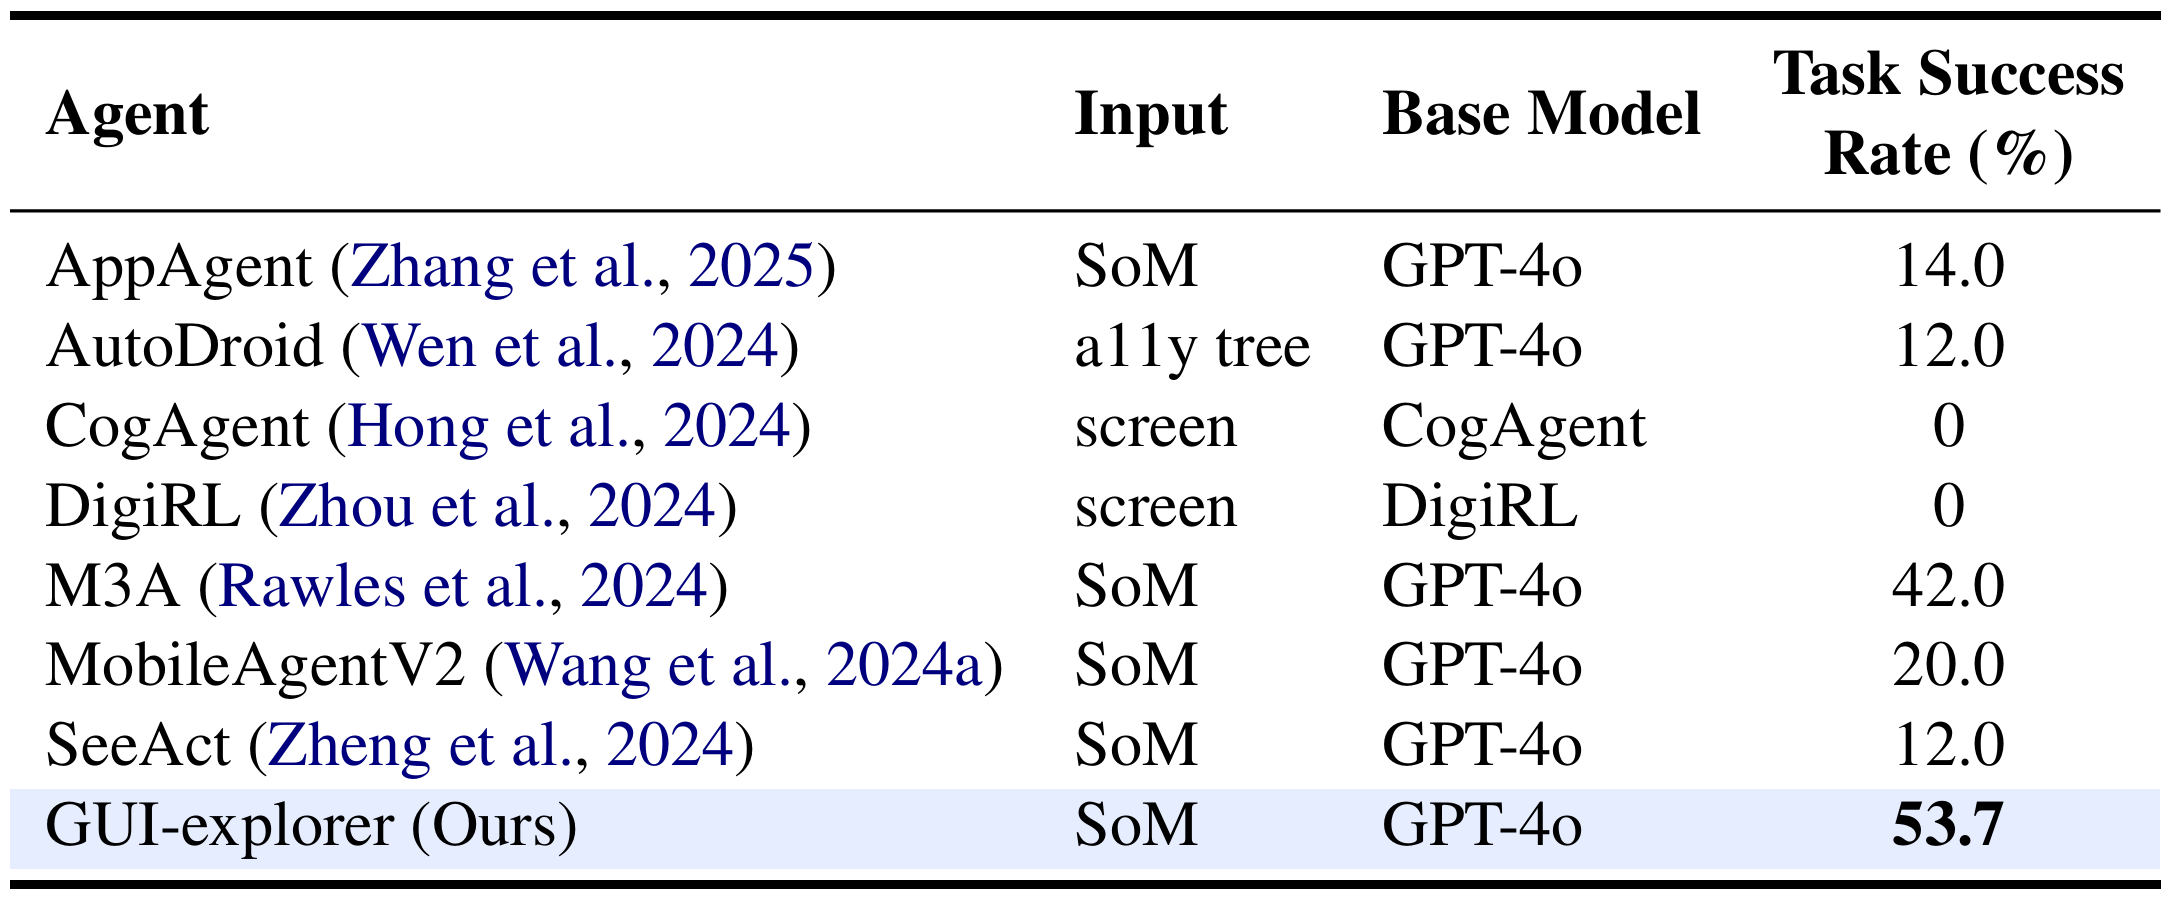 Agent Input Base Model Task Success Rate (%)
AppAgent (Zhang et al., 2025) SoM GPT-4o 14.0
AutoDroid (Wen et al., 2024) a11y tree GPT-4o 12.0
CogAgent (Hong et al., 2024) screen CogAgent 0
DigiRL (Zhou et al., 2024) screen DigiRL 0
M3A (Rawles et al., 2024) SoM GPT-4o 42.0
MobileAgentV2 (Wang et al., 2024a) SoM GPT-4o 20.0
SeeAct (Zheng et al., 2024) SoM GPT-4o 12.0
GUI-explorer (Ours) SoM GPT-4o 53.7